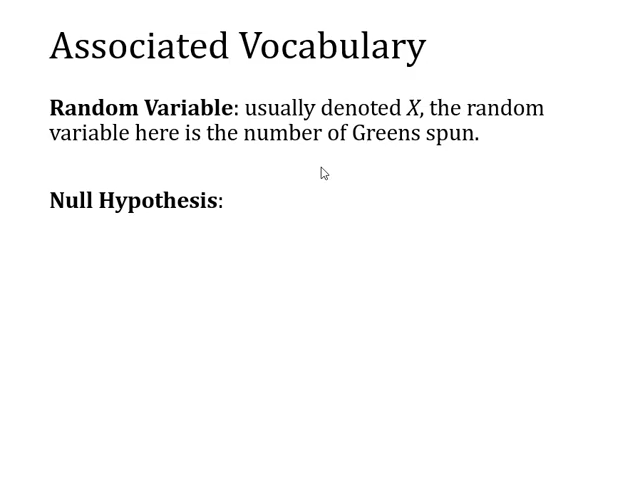 Associated Vocabulary
Random Variable: usually denoted X, the random
variable here is the number of Greens spun.
Null Hypothesis: